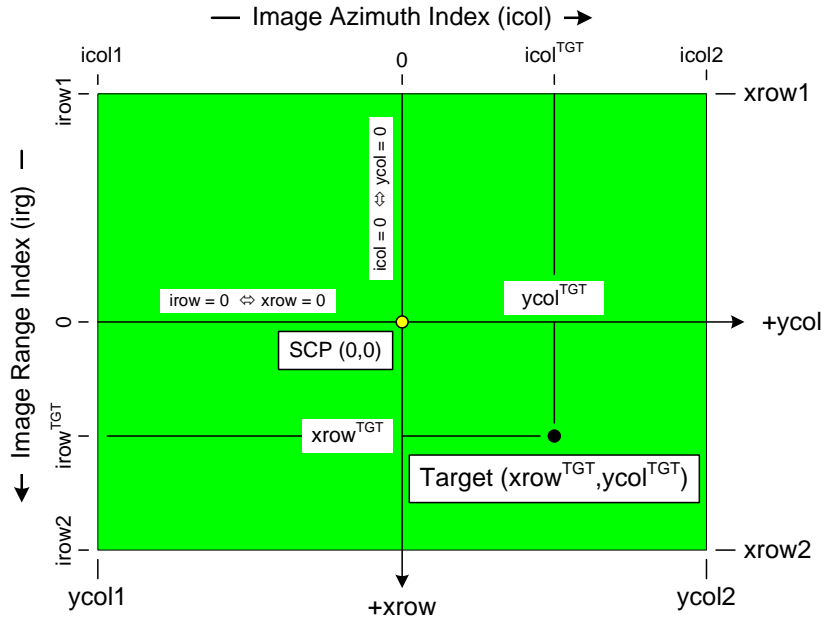 Image Azimuth Index (icol)
icol1
0
icol^TGT
icol2
irow1
xrow1
icol = 0 ⇔ ycol = 0
Image Range Index (irg)
irow = 0 ⇔ xrow = 0
ycol^TGT
0
+ycol
SCP (0,0)
irow^TGT
xrow^TGT
Target (xrow^TGT,ycol^TGT)
irow2
xrow2
ycol1
+xrow
ycol2